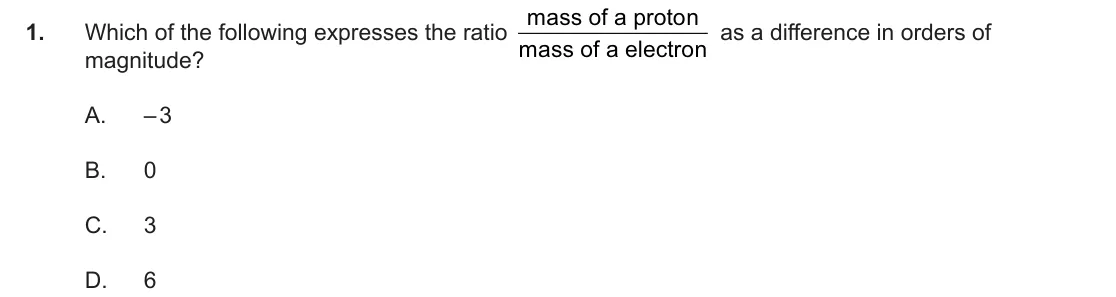 1. Which of the following expresses the ratio mass of a proton / mass of a electron as a difference in orders of
magnitude?
A. –3
B. 0
C. 3
D. 6